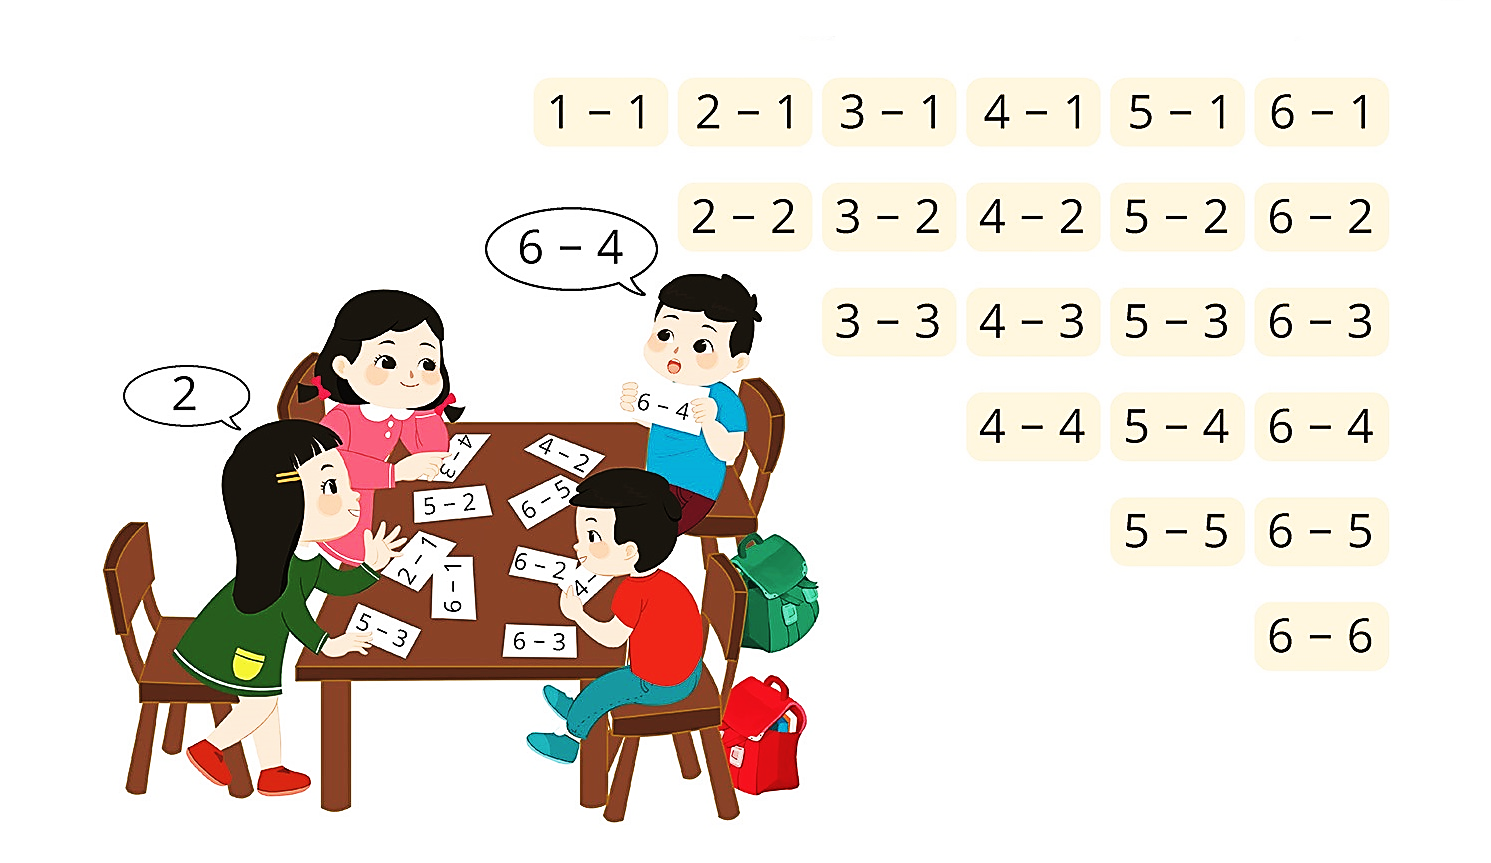 1 − 1 2 − 1 3 − 1 4 − 1 5 − 1 6 − 1
2 − 2 3 − 2 4 − 2 5 − 2 6 − 2
6 − 4
3 − 3 4 − 3 5 − 3 6 − 3
2
4 − 4 5 − 4 6 − 4
6 − 4
4 − 3
4 − 2
5 − 2
6 − 5
5 − 5 6 − 5
2 − 1
6 − 1
6 − 2
4 −
5 − 3
6 − 3
6 − 6